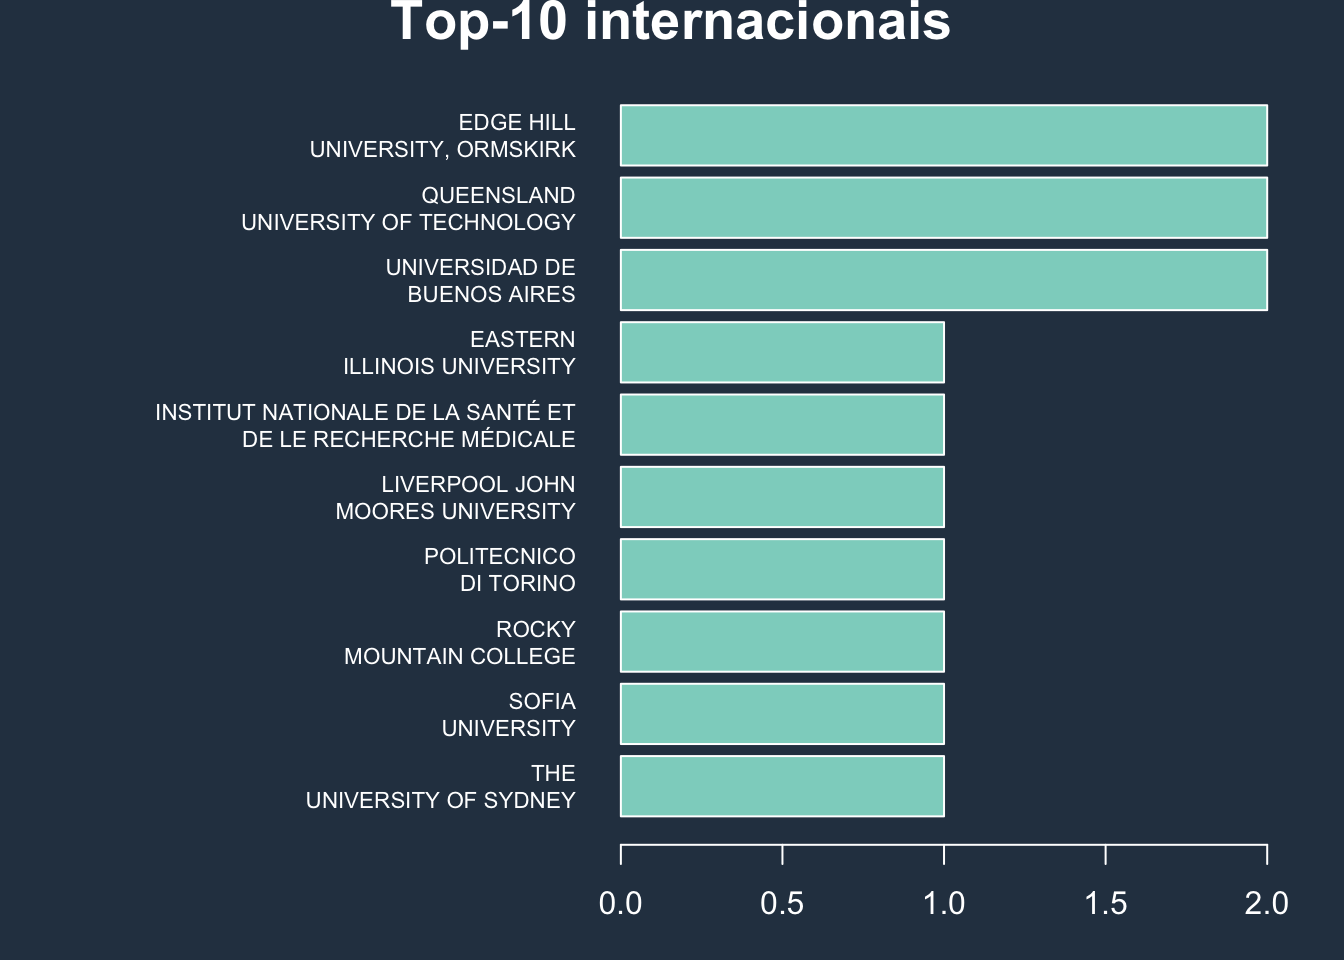 Top-10 internacionais
EDGE HILL
UNIVERSITY, ORMSKIRK
QUEENSLAND
UNIVERSITY OF TECHNOLOGY
UNIVERSIDAD DE
BUENOS AIRES
EASTERN
ILLINOIS UNIVERSITY
INSTITUT NATIONALE DE LA SANTÉ ET
DE LE RECHERCHE MÉDICALE
LIVERPOOL JOHN
MOORES UNIVERSITY
POLITECNICO
DI TORINO
ROCKY
MOUNTAIN COLLEGE
SOFIA
UNIVERSITY
THE
UNIVERSITY OF SYDNEY
0.0 0.5 1.0 1.5 2.0